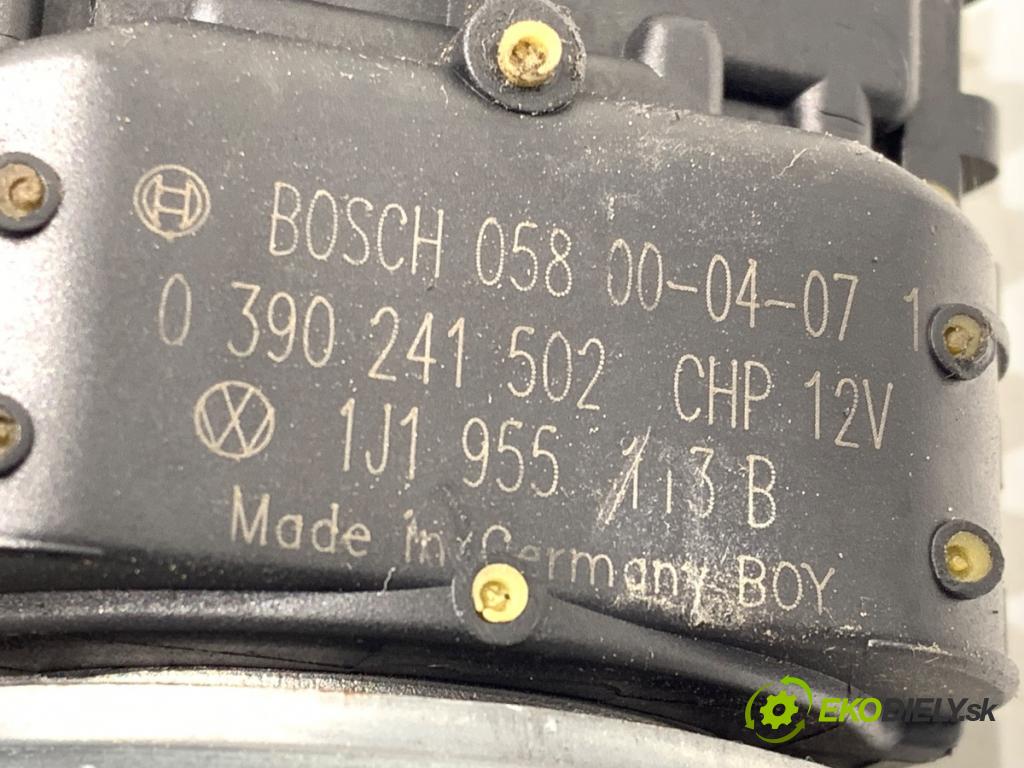 BOSCH 058 00-04-07 1
0 390 241 502 CHP 12V
1J1 955 113 B
Made in Germany BOY
EKOBIELY.sk